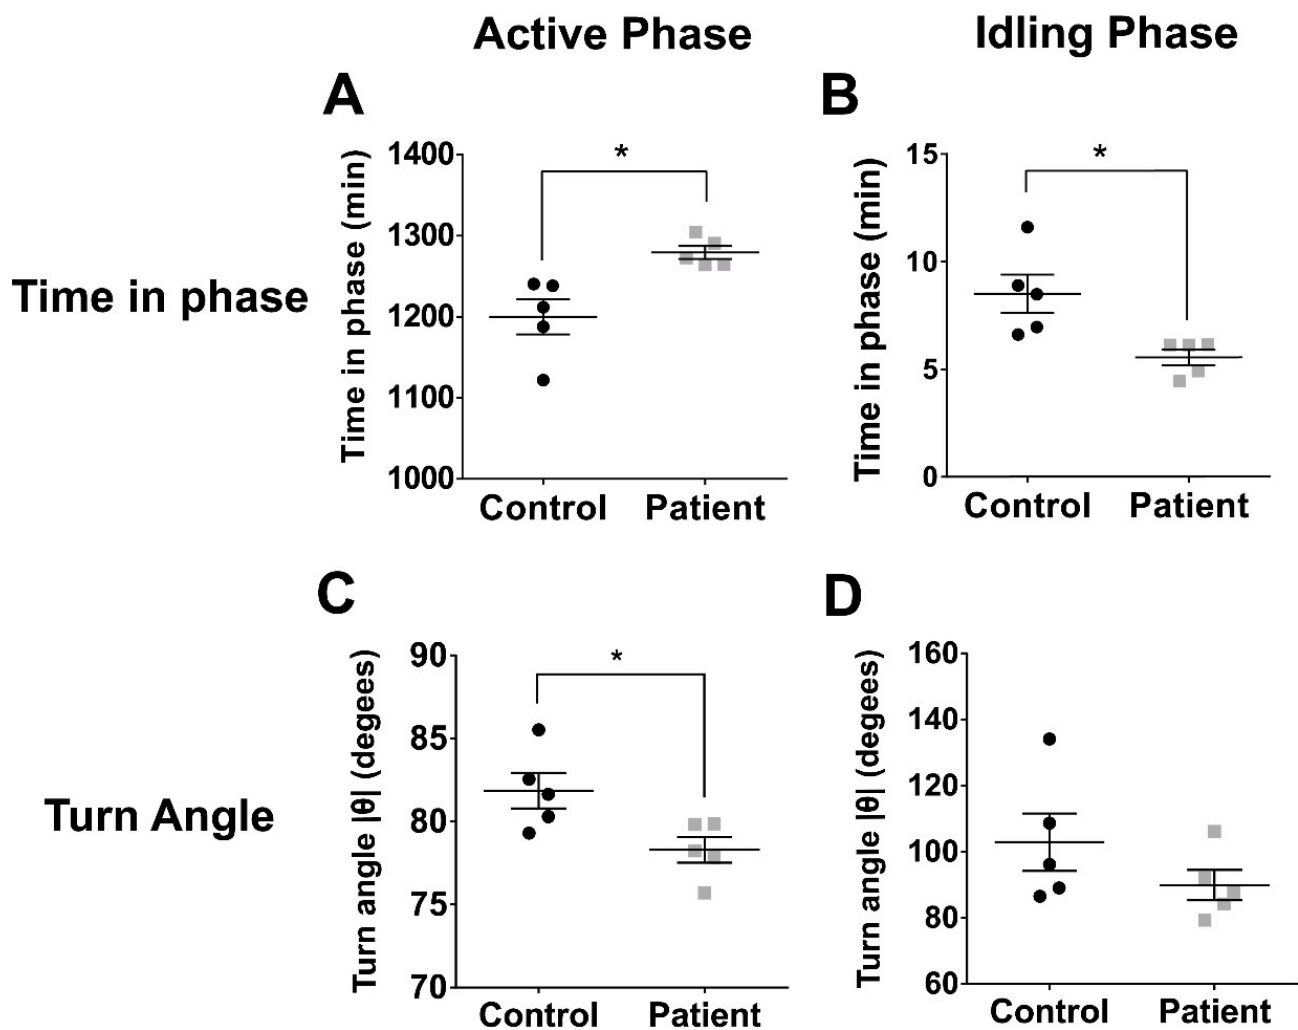 Active Phase
Idling Phase
A
B
Time in phase
Time in phase (min)
1400
1300
1200
1100
1000
*
Control
Patient
Time in phase (min)
15
10
5
0
*
Control
Patient
C
D
Turn Angle
Turn angle |θ| (degees)
90
85
80
75
70
*
Control
Patient
Turn angle |θ| (degees)
160
140
120
100
80
60
Control
Patient